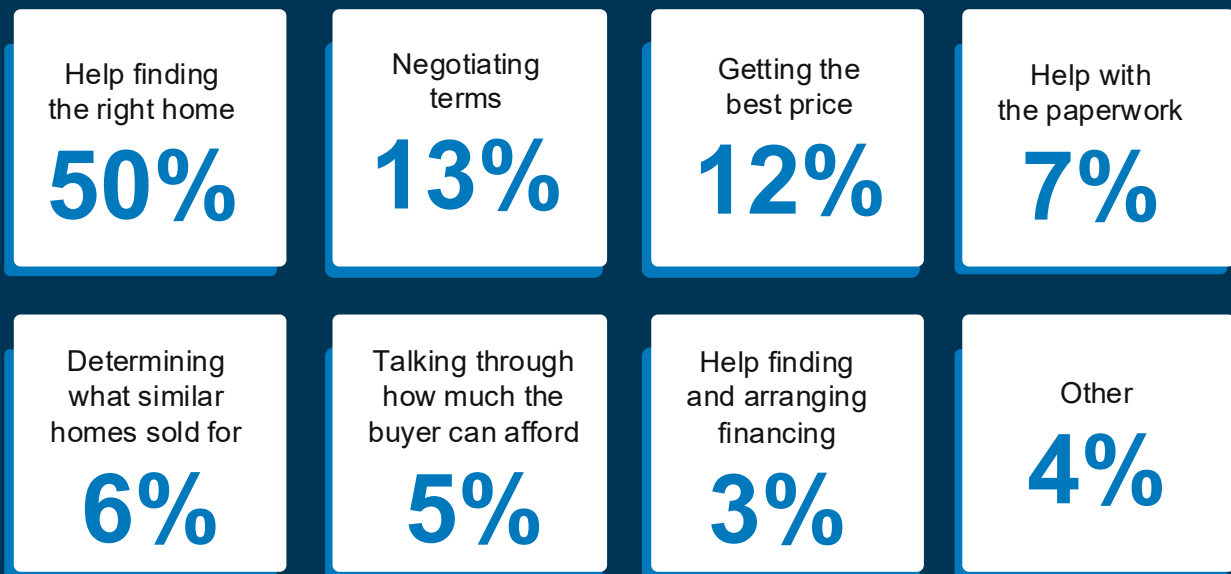 Help finding
the right home
50%
Negotiating
terms
13%
Getting the
best price
12%
Help with
the paperwork
7%
Determining
what similar
homes sold for
6%
Talking through
how much the
buyer can afford
5%
Help finding
and arranging
financing
3%
Other
4%